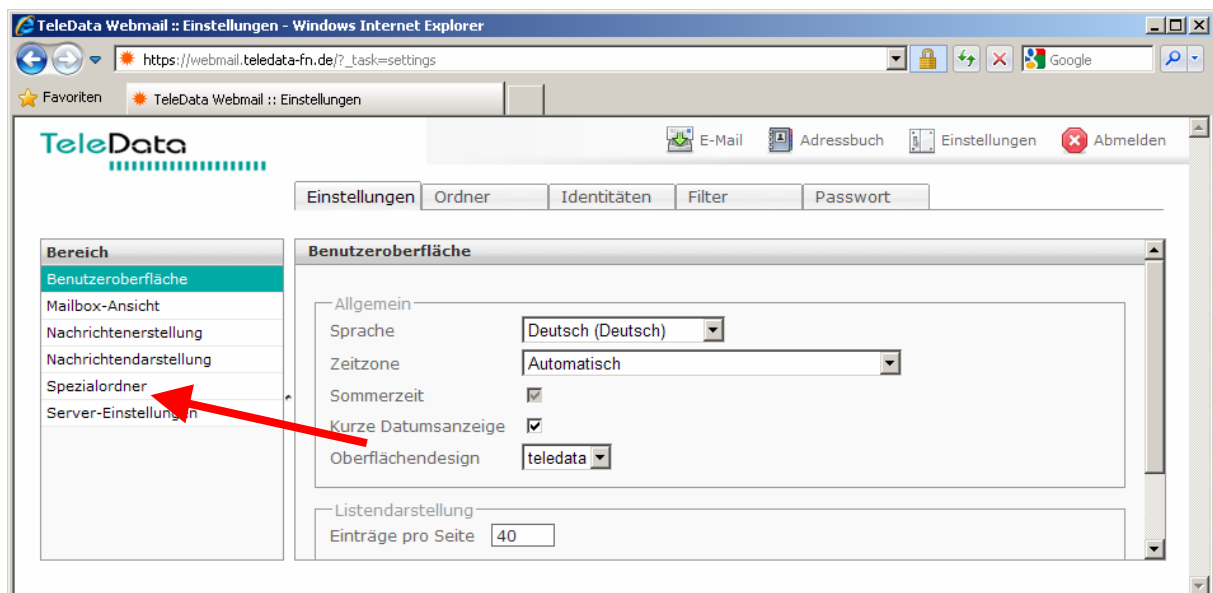 TeleData Webmail :: Einstellungen - Windows Internet Explorer
https://webmail.teledata-fn.de/?_task=settings
Google
Favoriten
TeleData Webmail :: Einstellungen
TeleData
E-Mail Adressbuch Einstellungen Abmelden
Einstellungen Ordner Identitäten Filter Passwort
Bereich
Benutzeroberfläche
Mailbox-Ansicht
Nachrichtenerstellung
Nachrichtendarstellung
Spezialordner
Server-Einstellungen
Benutzeroberfläche
Allgemein
Sprache Deutsch (Deutsch)
Zeitzone Automatisch
Sommerzeit
Kurze Datumsanzeige
Oberflächendesign teledata
Listendarstellung
Einträge pro Seite 40